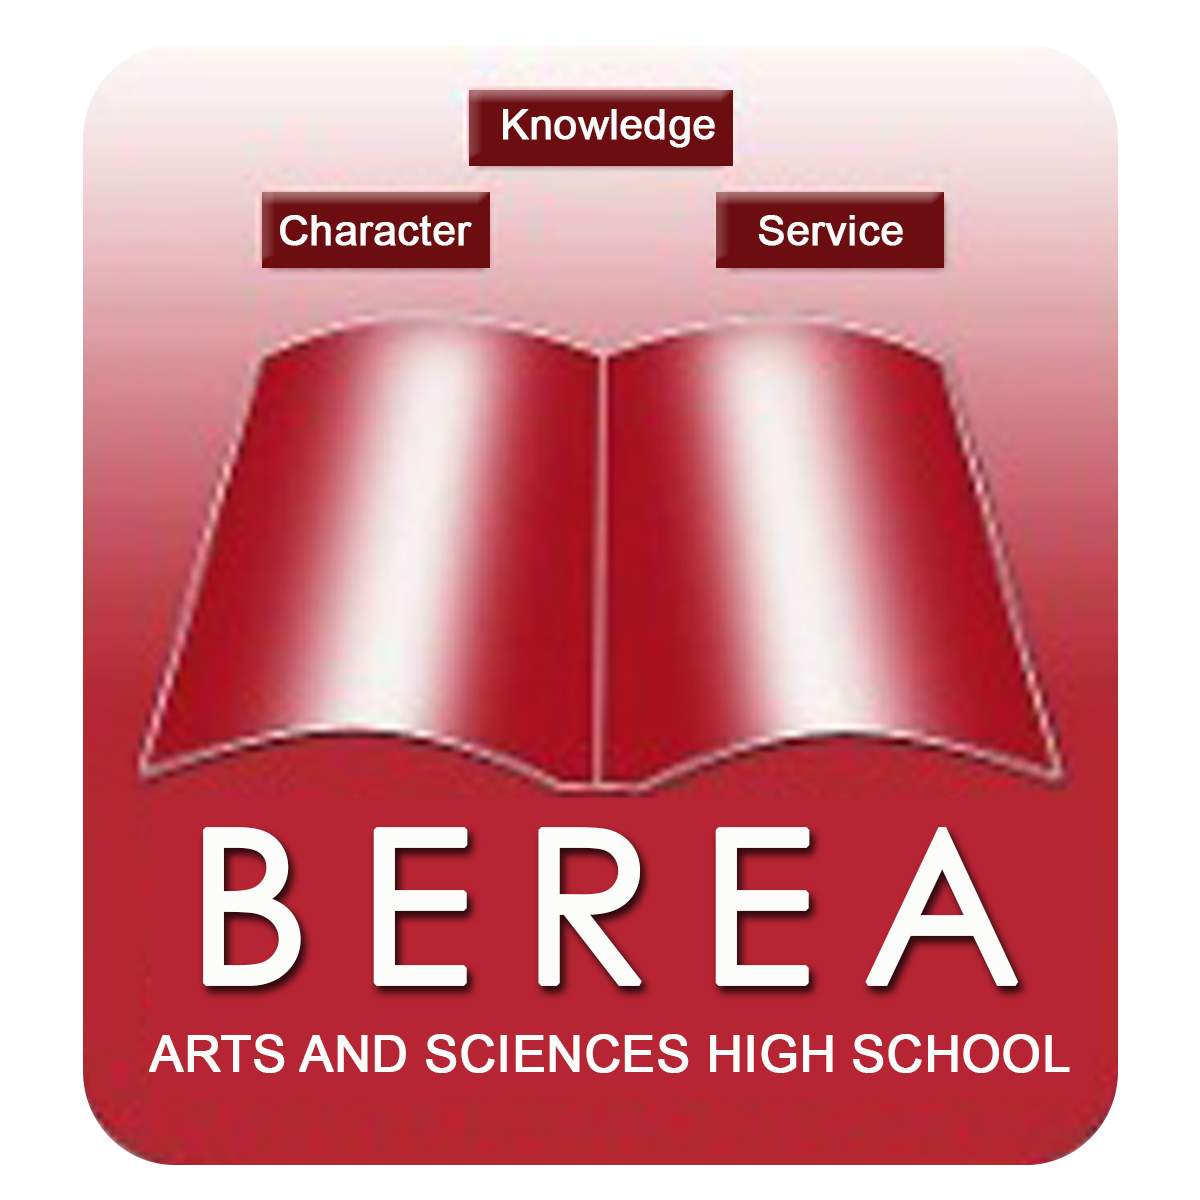 Knowledge
Character
Service
BEREA
ARTS AND SCIENCES HIGH SCHOOL